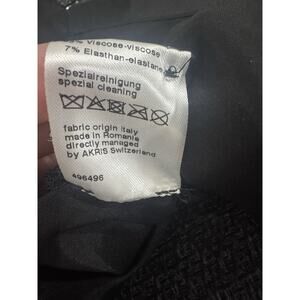 % Viscose-viscose
7% Elasthan-elastane
Spezialreinigung
spezial cleaning
fabric origin Italy
made in Romania
directly managed
by AKRIS Switzerland
496496